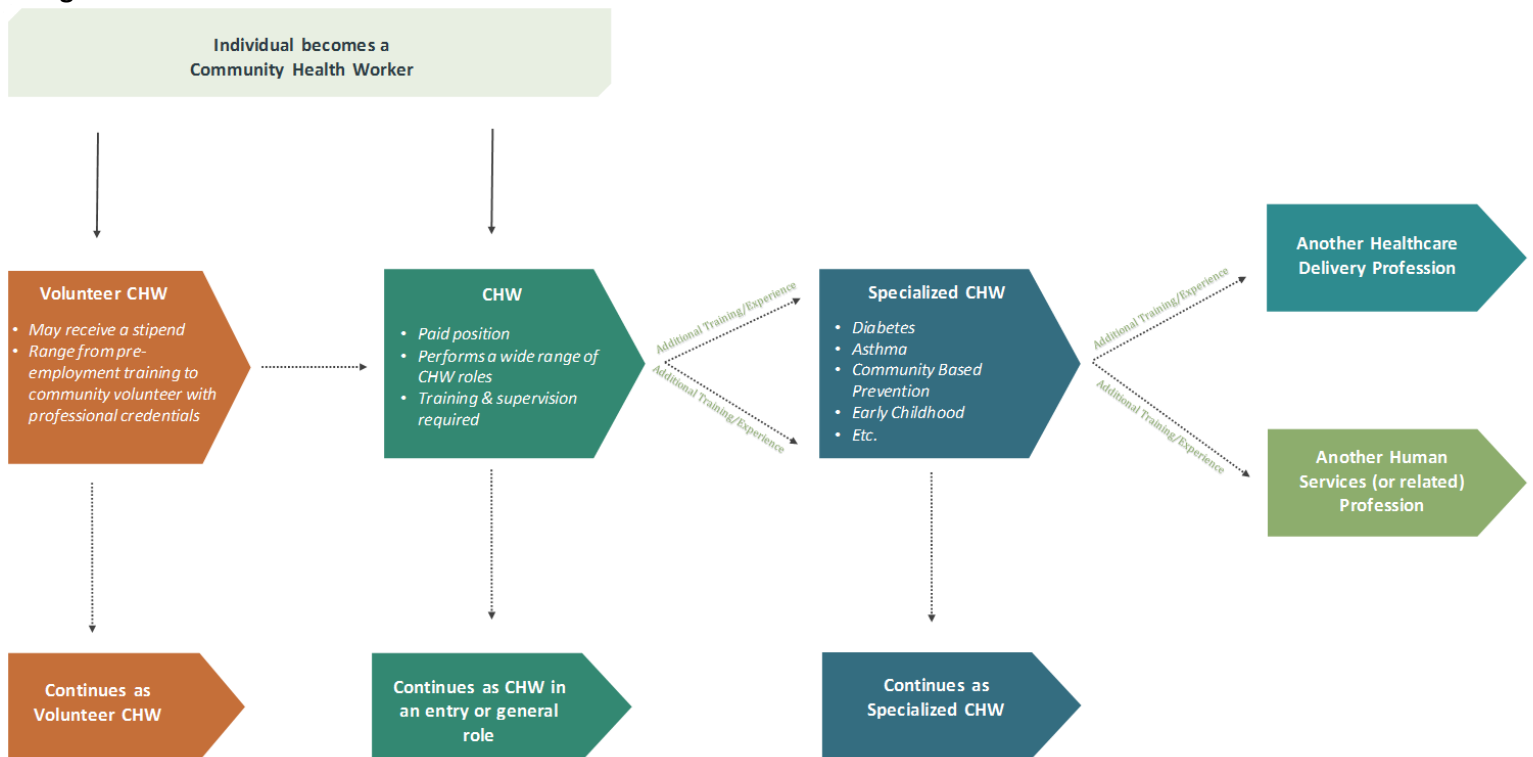 Individual becomes a
Community Health Worker
Volunteer CHW
• May receive a stipend
• Range from pre-
employment training to
community volunteer with
professional credentials
CHW
• Paid position
• Performs a wide range of
CHW roles
• Training & supervision
required
Additional Training/Experience
Additional Training/Experience
Specialized CHW
• Diabetes
• Asthma
• Community Based
Prevention
• Early Childhood
• Etc.
Additional Training/Experience
Additional Training/Experience
Another Healthcare
Delivery Profession
Another Human
Services (or related)
Profession
Continues as
Volunteer CHW
Continues as CHW in
an entry or general
role
Continues as
Specialized CHW